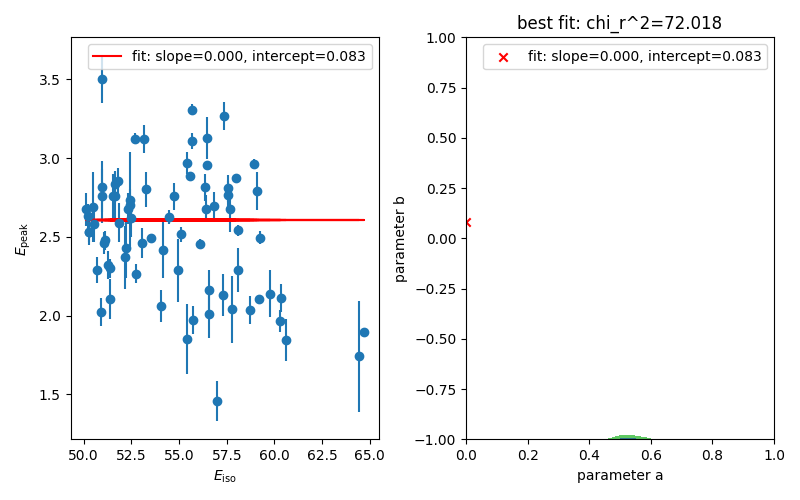 best fit: chi_r^2=72.018
fit: slope=0.000, intercept=0.083
fit: slope=0.000, intercept=0.083
3.5
3.0
2.5
2.0
1.5
E_peak
50.0 52.5 55.0 57.5 60.0 62.5 65.0
E_iso
1.00
0.75
0.50
0.25
0.00
−0.25
−0.50
−0.75
−1.00
parameter b
0.0 0.2 0.4 0.6 0.8 1.0
parameter a